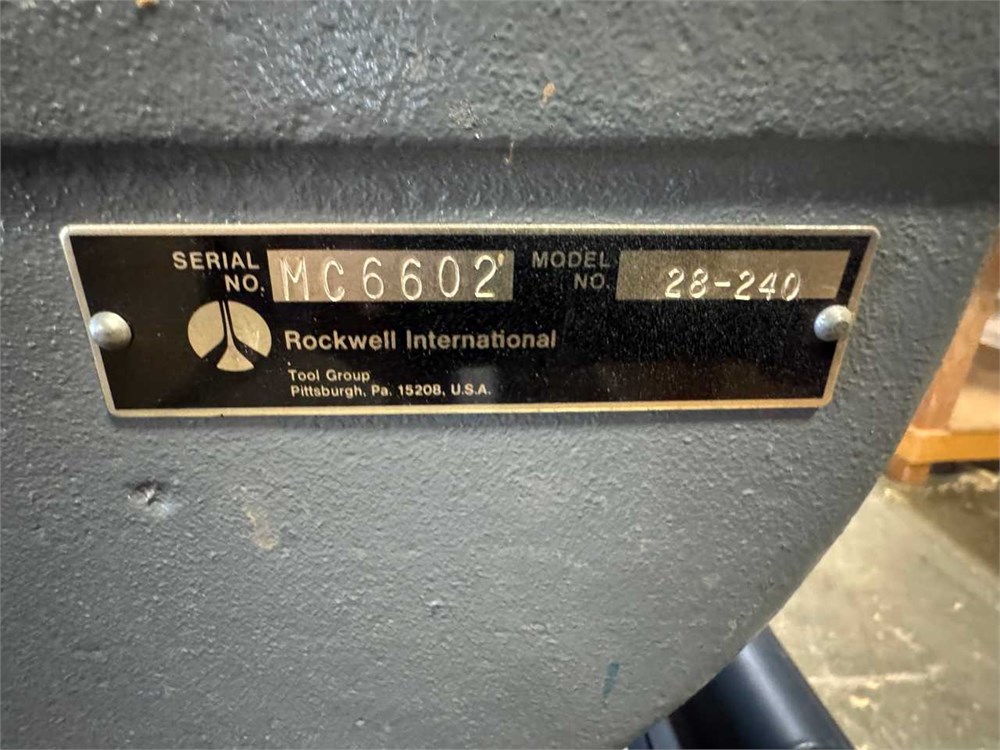 SERIAL NO. MC6602
MODEL NO. 28-240
Rockwell International
Tool Group
Pittsburgh, Pa. 15208, U.S.A.